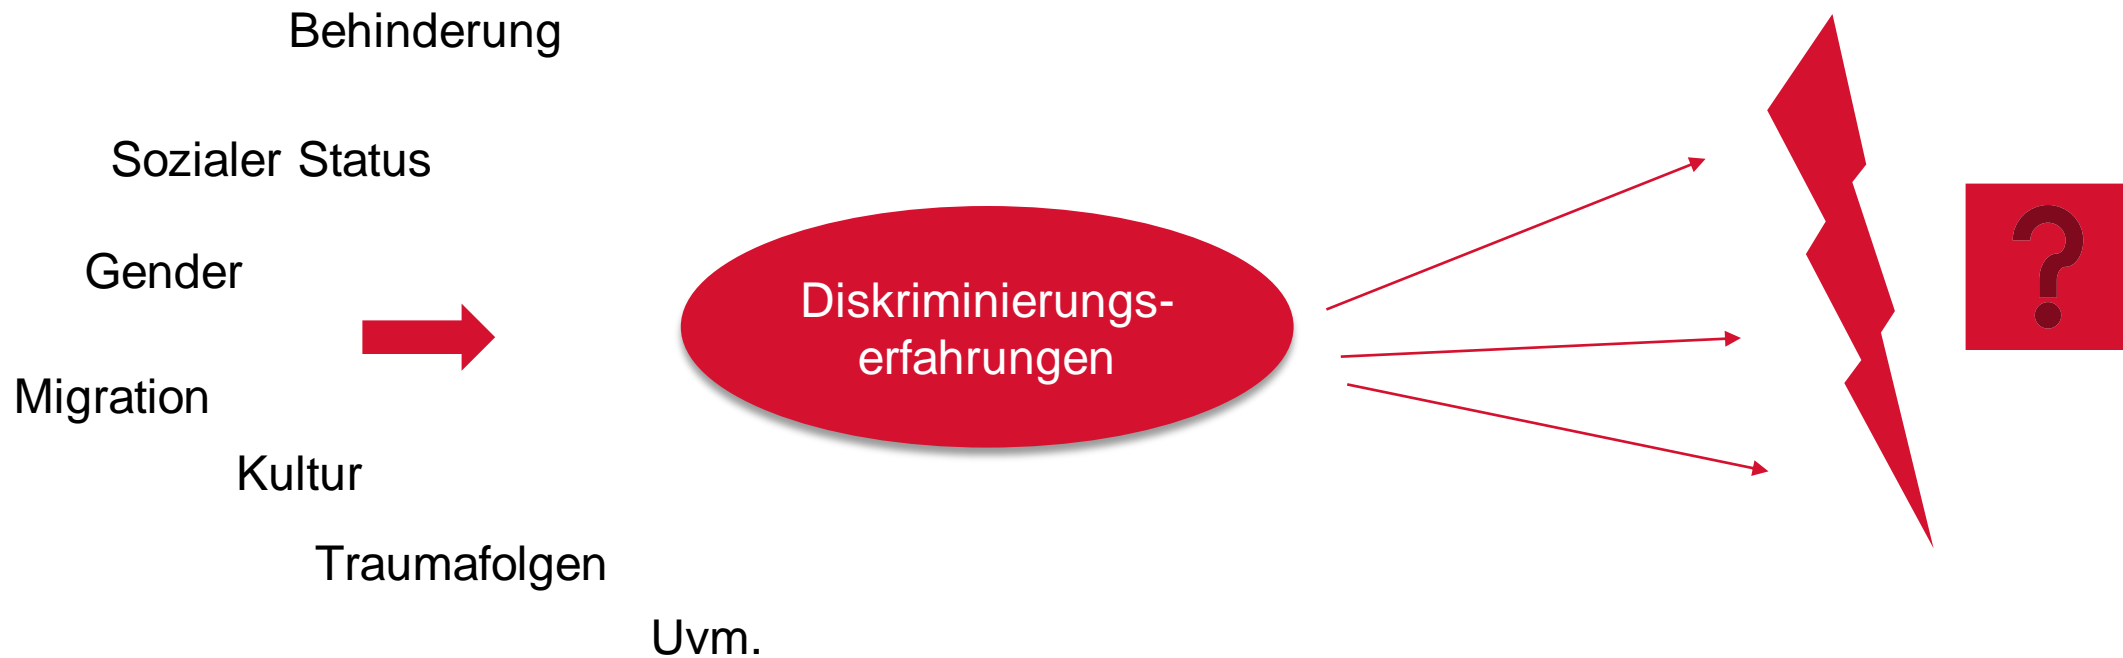 Behinderung
Sozialer Status
Gender
Migration
Kultur
Traumafolgen
Uvm.
Diskriminierungs-
erfahrungen
?